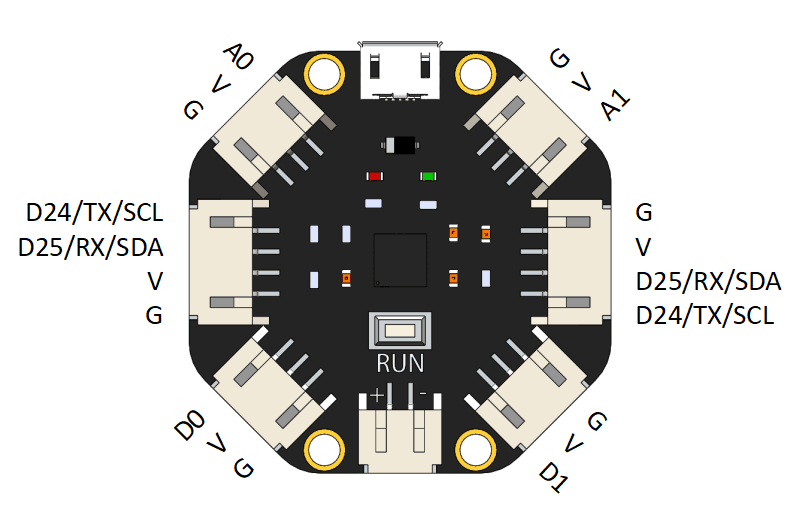 A0
V
G
G
V
A1
D24/TX/SCL
D25/RX/SDA
V
G
G
V
D25/RX/SDA
D24/TX/SCL
RUN
+ -
D0
V
G
G
V
D1